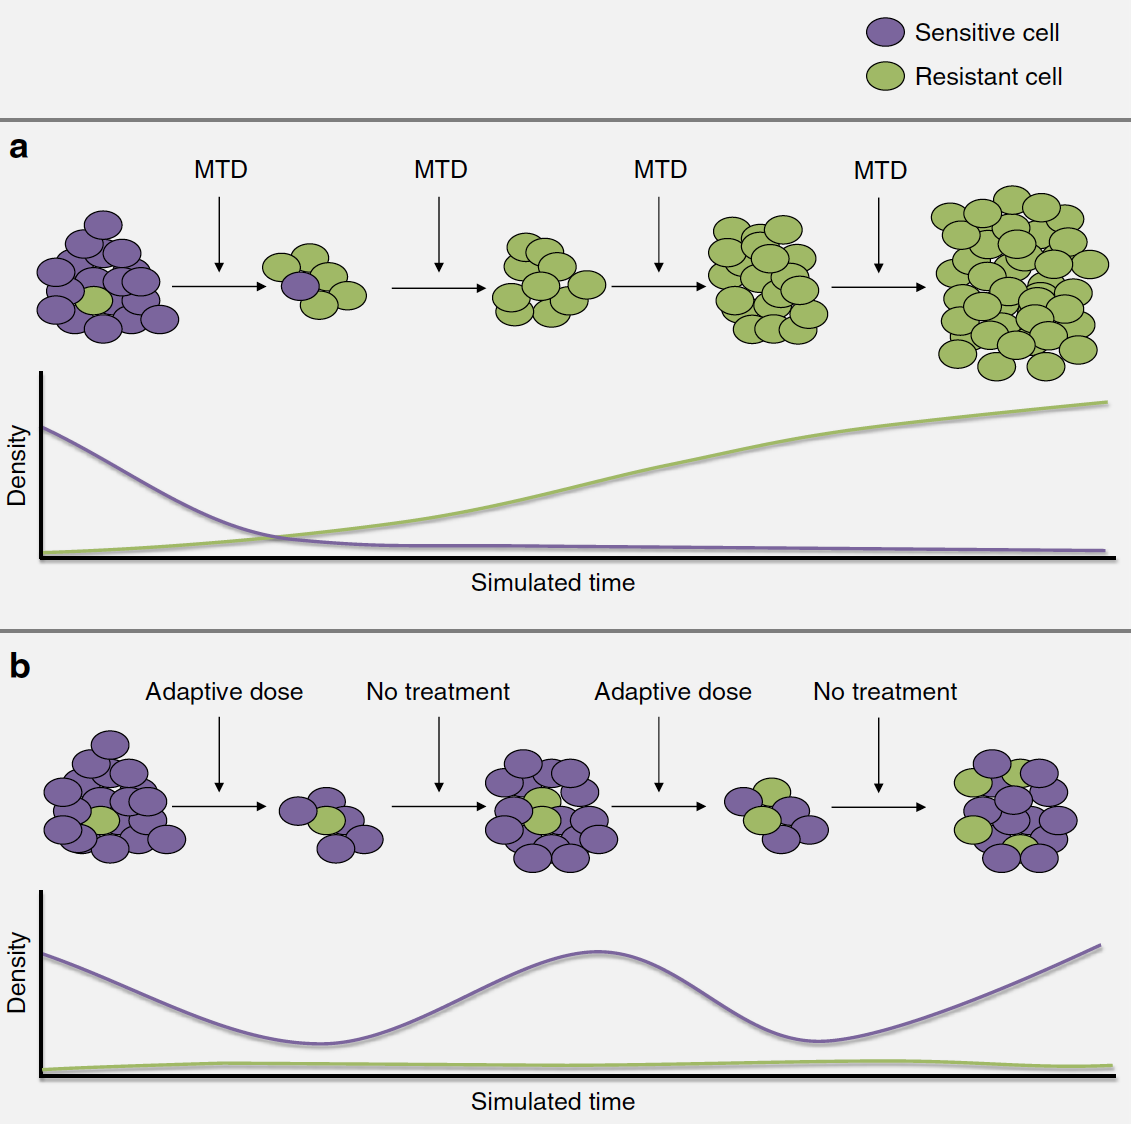 Sensitive cell
Resistant cell
a
MTD MTD MTD MTD
Density
Simulated time
b
Adaptive dose No treatment Adaptive dose No treatment
Density
Simulated time